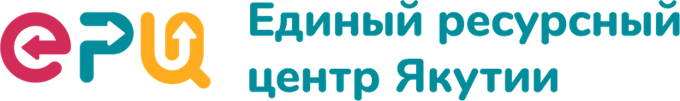 ерц
Единый ресурсный
центр Якутии